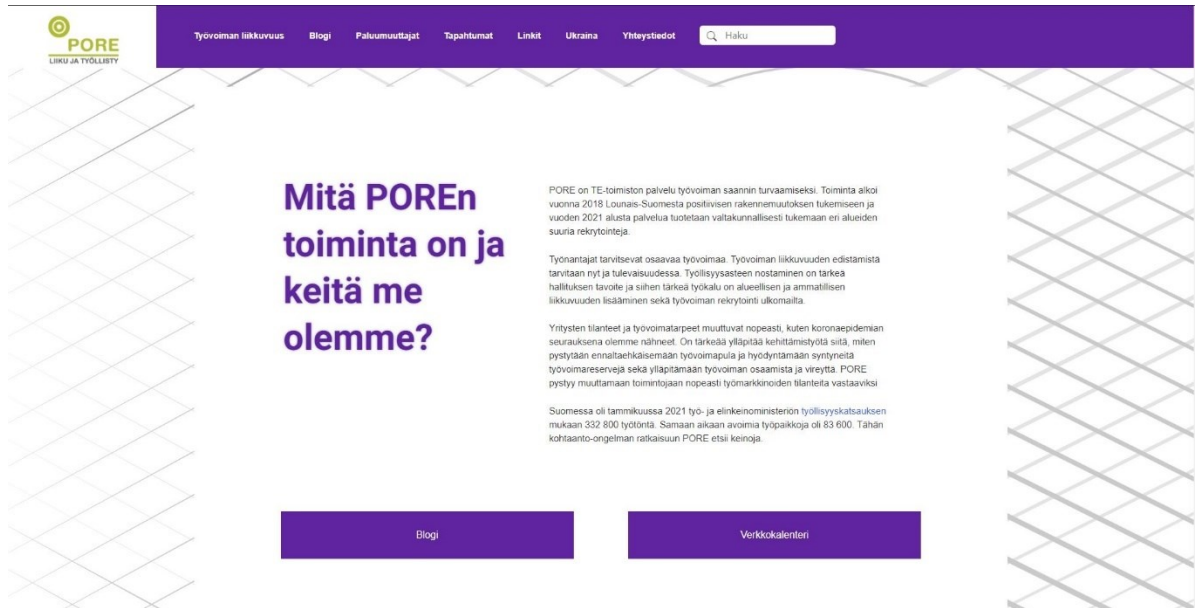 PORE
LIIKU JA TYÖLLISTY
Työvoiman liikkuvuus Blogi Paluumuuttajat Tapahtumat Linkit Ukraina Yhteystiedot Haku
Mitä POREn
toiminta on ja
keitä me
olemme?
PORE on TE-toimiston palvelu työvoiman saannin turvaamiseksi. Toiminta alkoi
vuonna 2018 Lounais-Suomesta positiivisen rakennemuutoksen tukemiseen ja
vuoden 2021 alusta palvelua tuotetaan valtakunnallisesti tukemaan eri alueiden
suuria rekrytointeja.
Työnantajat tarvitsevat osaavaa työvoimaa. Työvoiman liikkuvuuden edistämistä
tarvitaan nyt ja tulevaisuudessa. Työllisyysasteen nostaminen on tärkeä
hallituksen tavoite ja siihen tärkeä työkalu on alueellisen ja ammatillisen
liikkuvuuden lisääminen sekä työvoiman rekrytointi ulkomailta.
Yritysten tilanteet ja työvoimatarpeet muuttuvat nopeasti, kuten koronaepidemian
seurauksena olemme nähneet. On tärkeää ylläpitää kehittämistyötä siitä, miten
pystytään ennaltaehkäisemään työvoimapula ja hyödyntämään syntyneitä
työvoimareservejä sekä ylläpitämään työvoiman osaamista ja vireyttä. PORE
pystyy muuttamaan toimintojaan nopeasti työmarkkinoiden tilanteita vastaaviksi
Suomessa oli tammikuussa 2021 työ- ja elinkeinoministeriön työllisyyskatsauksen
mukaan 332 800 työtöntä. Samaan aikaan avoimia työpaikkoja oli 83 600. Tähän
kohtaanto-ongelman ratkaisuun PORE etsii keinoja.
Blogi
Verkkokalenteri